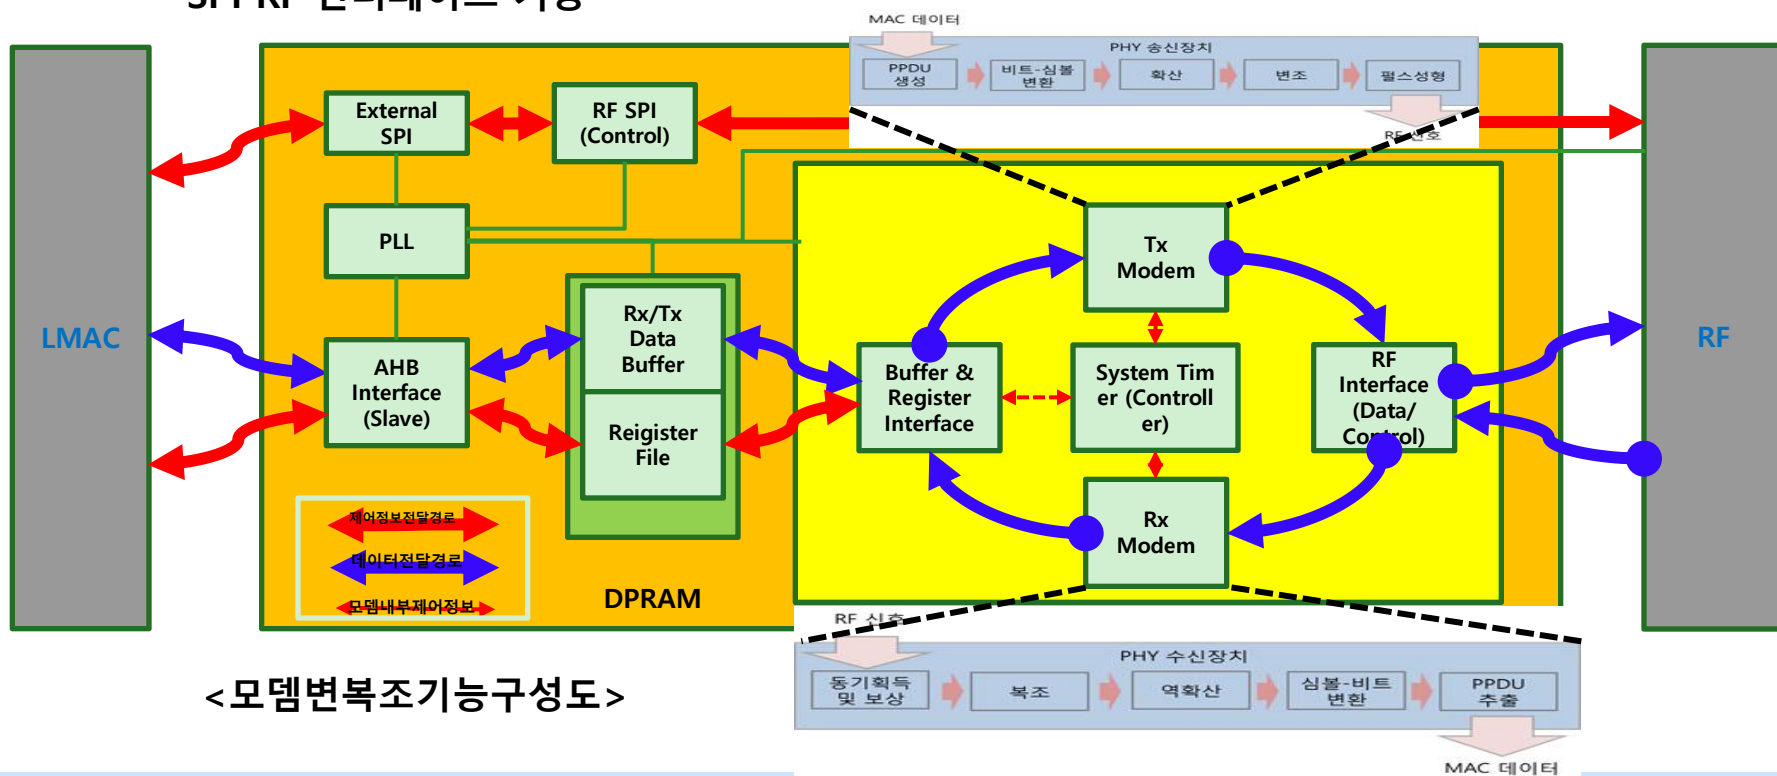 SPI RF 인터페이스 기능
MAC 데이터
PHY 송신장치
PPDU
생성
비트-심볼
변환
확산
변조
펄스성형
RF 신호
External
SPI
RF SPI
(Control)
PLL
Tx
Modem
LMAC
Rx/Tx
Data
Buffer
AHB
Interface
(Slave)
Buffer &
Register
Interface
System Tim
er (Controll
er)
RF
Interface
(Data/
Control)
RF
Reigister
File
제어정보전달경로
데이터전달경로
모뎀내부제어정보
Rx
Modem
DPRAM
RF 신호
PHY 수신장치
동기획득
및 보상
복조
역확산
심볼-비트
변환
PPDU
추출
MAC 데이터
<모뎀변복조기능구성도>